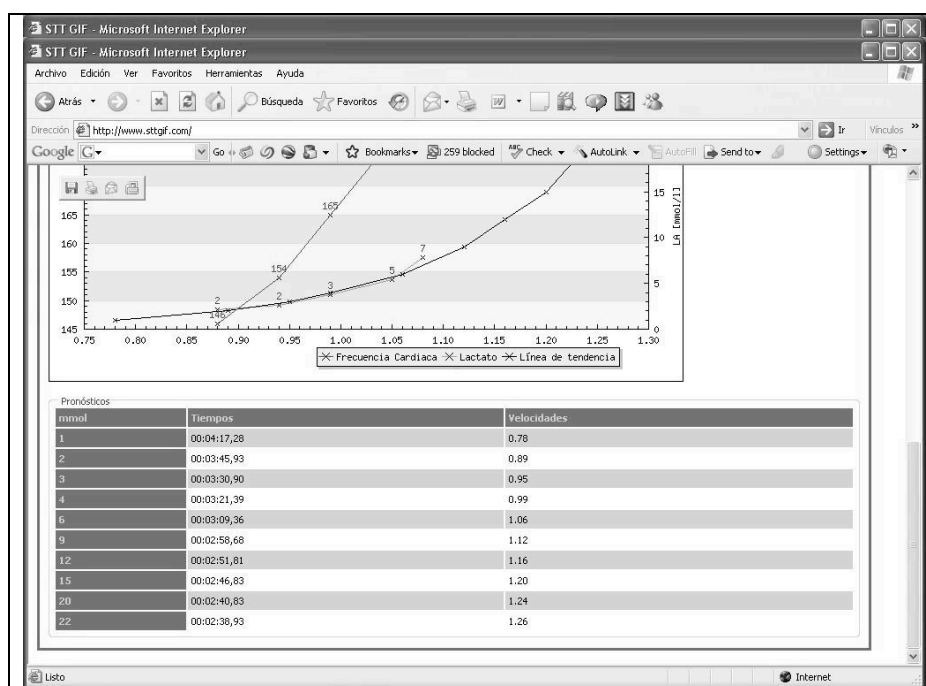 STT GIF - Microsoft Internet Explorer
STT GIF - Microsoft Internet Explorer
Archivo Edición Ver Favoritos Herramientas Ayuda
Atrás Búsqueda Favoritos
Dirección http://www.sttgif.com/ Ir Vínculos »
Google G Go 259 blocked Bookmarks Check AutoLink AutoFill Send to Settings
165
160
155
150
145
165
154
146
2
2
3
5
7
15
10
5
0
LA [mmol/l]
0.75 0.80 0.85 0.90 0.95 1.00 1.05 1.10 1.15 1.20 1.25 1.30
Frecuencia Cardiaca Lactato Línea de tendencia
Pronósticos
mmol Tiempos Velocidades
1 00:04:17,28 0.78
2 00:03:45,93 0.89
3 00:03:30,90 0.95
4 00:03:21,39 0.99
6 00:03:09,36 1.06
9 00:02:58,68 1.12
12 00:02:51,81 1.16
15 00:02:46,83 1.20
20 00:02:40,83 1.24
22 00:02:38,93 1.26
Listo Internet